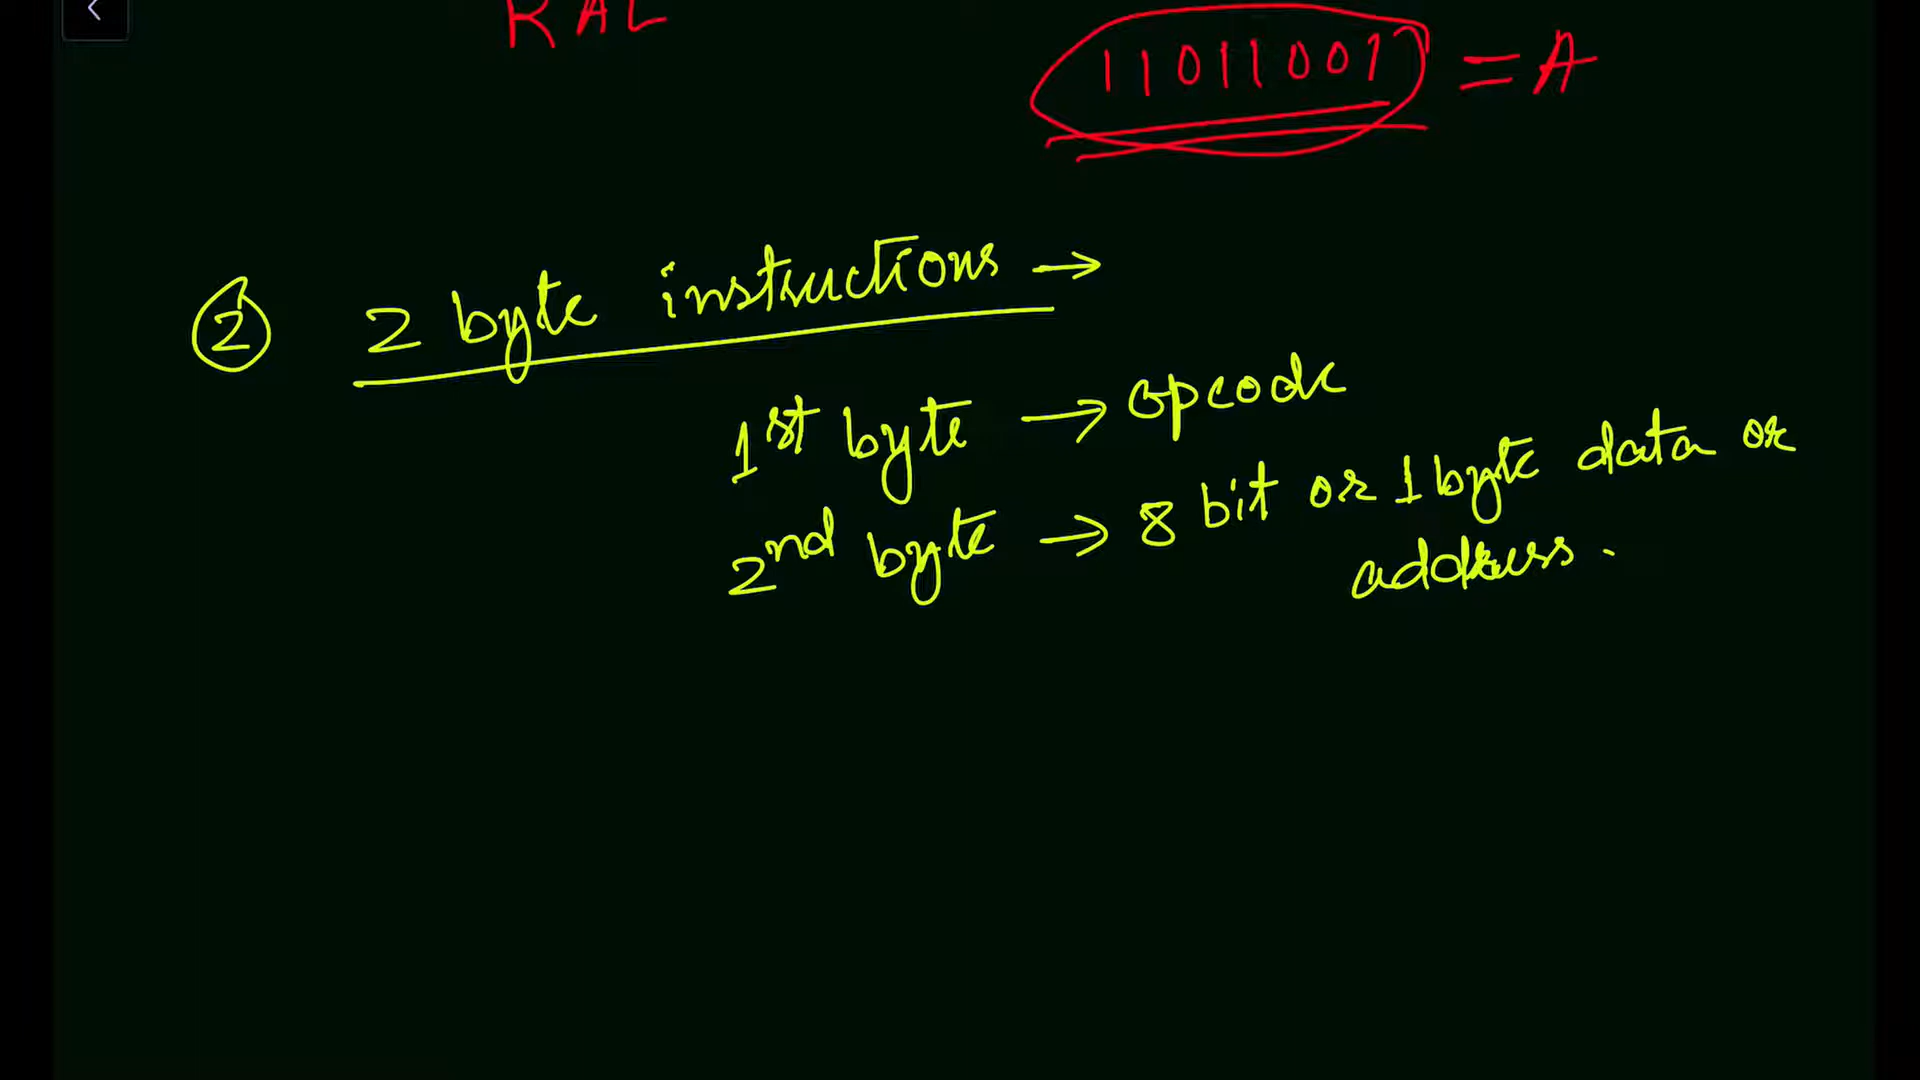 RAL
11011001 = A
② 2 byte instructions →
1st byte → opcode
2nd byte → 8 bit or 1 byte data or
address.